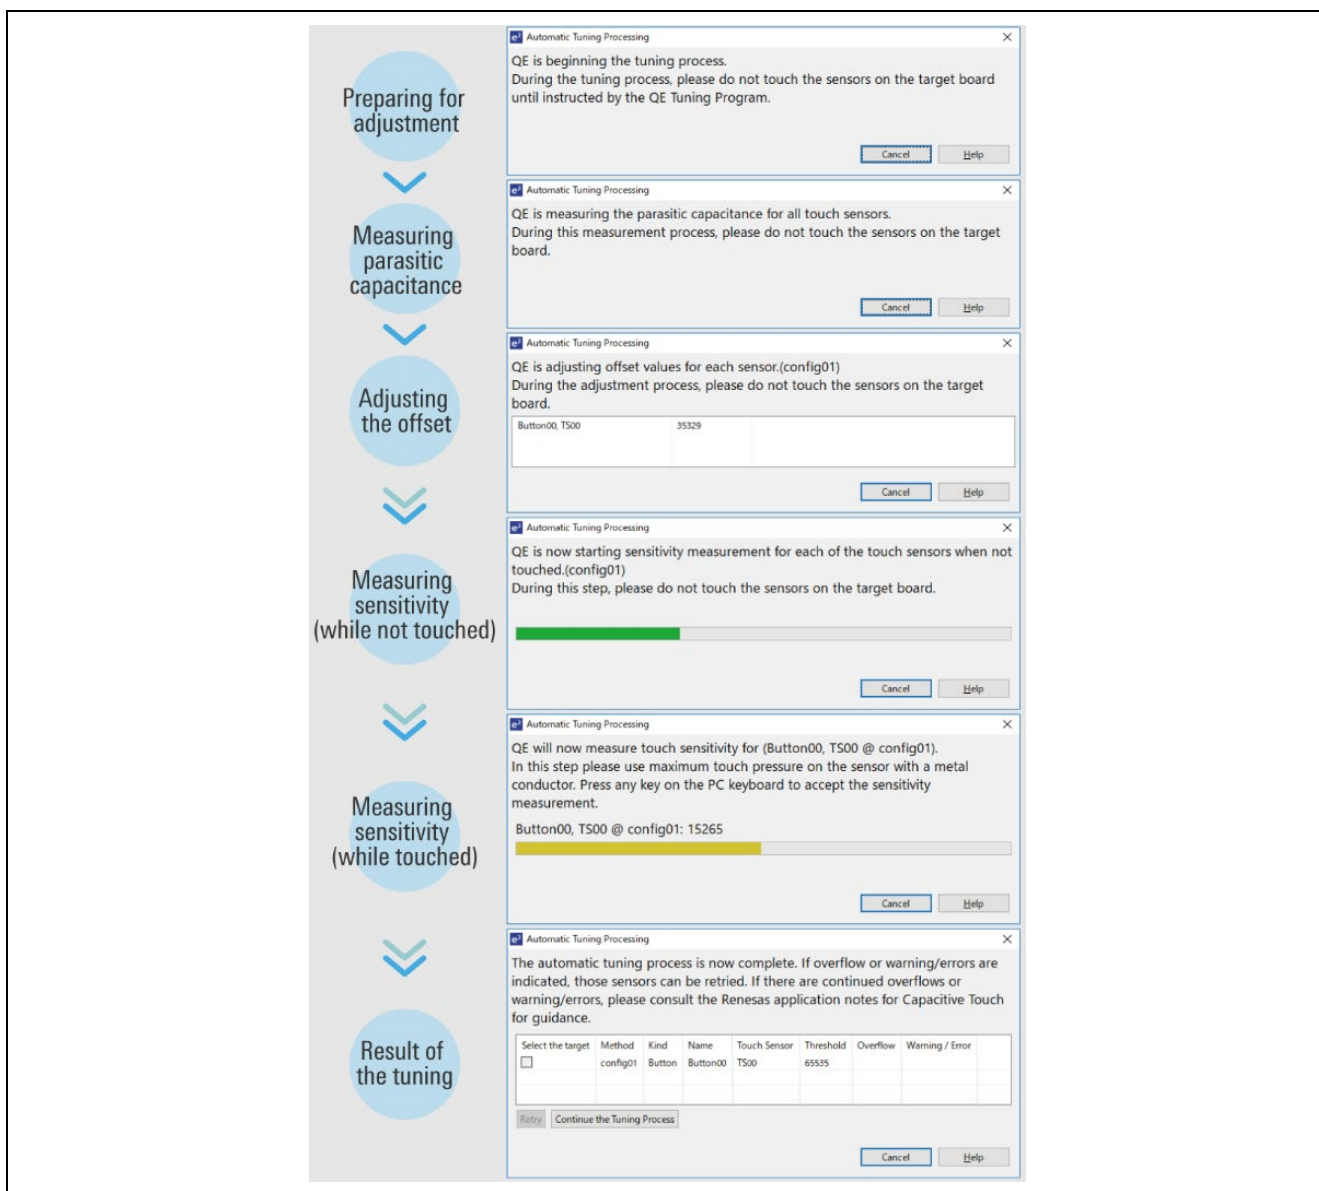 Preparing for
adjustment
e² Automatic Tuning Processing
QE is beginning the tuning process.
During the tuning process, please do not touch the sensors on the target board
until instructed by the QE Tuning Program.
Cancel Help
Measuring
parasitic
capacitance
e² Automatic Tuning Processing
QE is measuring the parasitic capacitance for all touch sensors.
During this measurement process, please do not touch the sensors on the target
board.
Cancel Help
Adjusting
the offset
e² Automatic Tuning Processing
QE is adjusting offset values for each sensor.(config01)
During the adjustment process, please do not touch the sensors on the target
board.
Button00, TS00 35329
Cancel Help
Measuring
sensitivity
(while not touched)
e² Automatic Tuning Processing
QE is now starting sensitivity measurement for each of the touch sensors when not
touched.(config01)
During this step, please do not touch the sensors on the target board.
Cancel Help
Measuring
sensitivity
(while touched)
e² Automatic Tuning Processing
QE will now measure touch sensitivity for (Button00, TS00 @ config01).
In this step please use maximum touch pressure on the sensor with a metal
conductor. Press any key on the PC keyboard to accept the sensitivity
measurement.
Button00, TS00 @ config01: 15265
Cancel Help
Result of
the tuning
e² Automatic Tuning Processing
The automatic tuning process is now complete. If overflow or warning/errors are
indicated, those sensors can be retried. If there are continued overflows or
warning/errors, please consult the Renesas application notes for Capacitive Touch
for guidance.
Select the target Method Kind Name Touch Sensor Threshold Overflow Warning / Error
config01 Button Button00 TS00 65535
Retry Continue the Tuning Process
Cancel Help